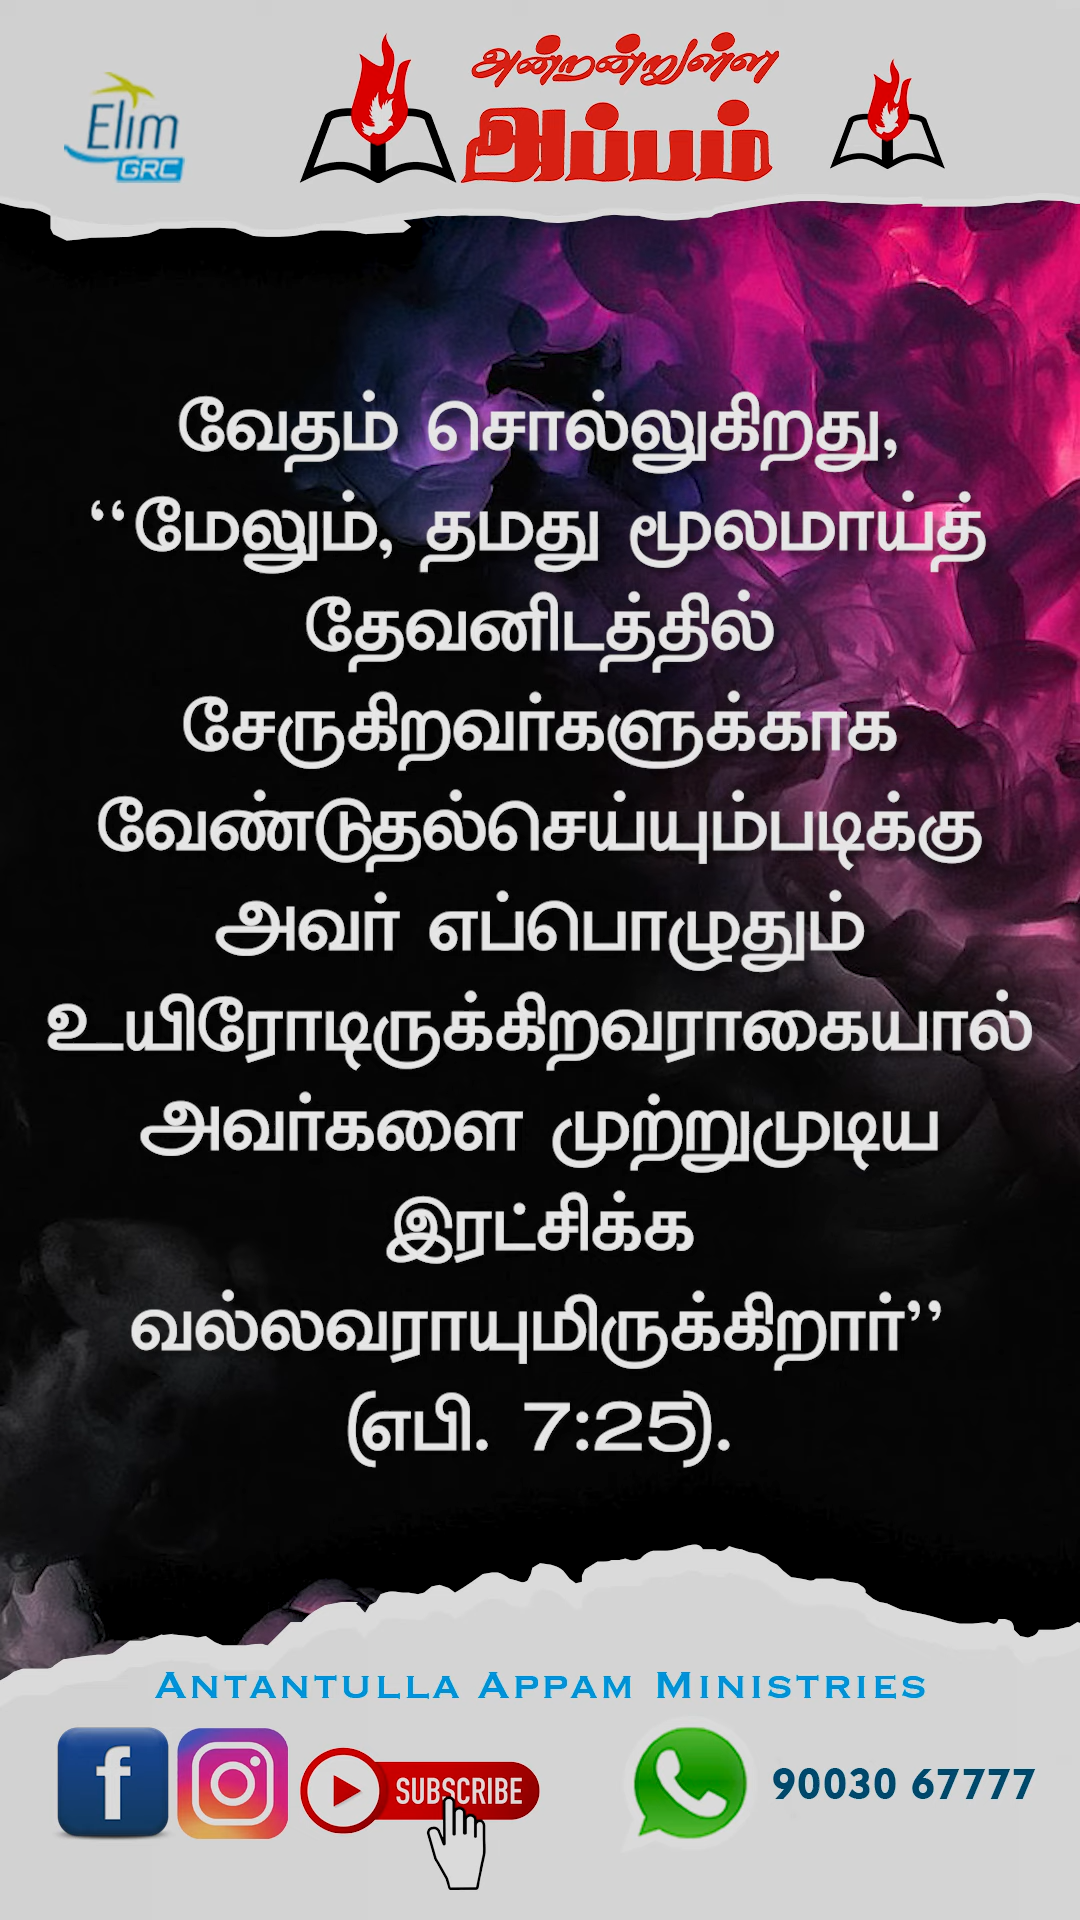 Elim
GRC
அன்றன்றுள்ள
அப்பம்
வேதம் சொல்லுகிறது,
“மேலும், தமது மூலமாய்த்
தேவனிடத்தில்
சேருகிறவர்களுக்காக
வேண்டுதல்செய்யும்படிக்கு
அவர் எப்பொழுதும்
உயிரோடிருக்கிறவராகையால்
அவர்களை முற்றுமுடிய
இரட்சிக்க
வல்லவராயுமிருக்கிறார்”
(எபி. 7:25).
ANTANTULLA APPAM MINISTRIES
f
SUBSCRIBE
90030 67777